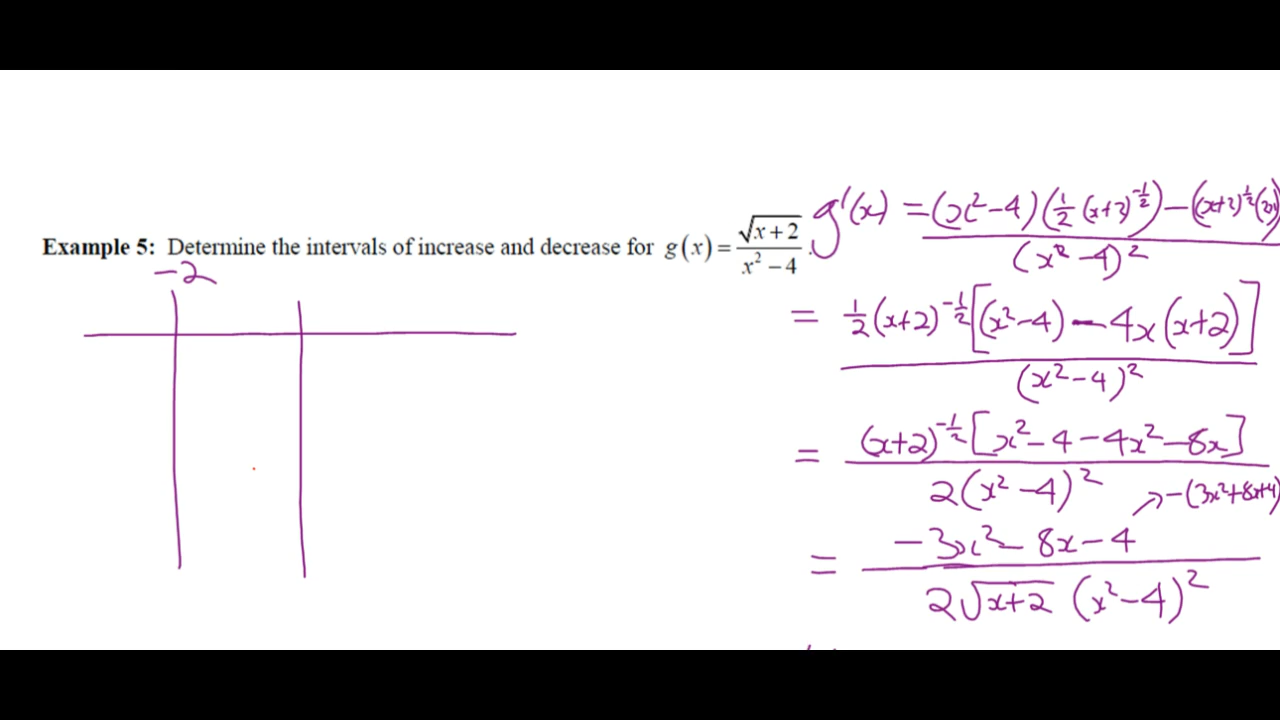 Example 5: Determine the intervals of increase and decrease for g(x) = √(x+2) / (x² − 4).
−2
g'(x) = (x² − 4)(½ (x+2)^(-½)) − ((x+2)^½ (2x)
(x² − 4)²
= ½ (x+2)^(-½) [(x² − 4) − 4x (x+2)]
(x² − 4)²
= (x+2)^(-½) [x² − 4 − 4x² − 8x]
2(x² − 4)²
→ −(3x² + 8x + 4)
= −3x² − 8x − 4
2√(x+2) (x² − 4)²